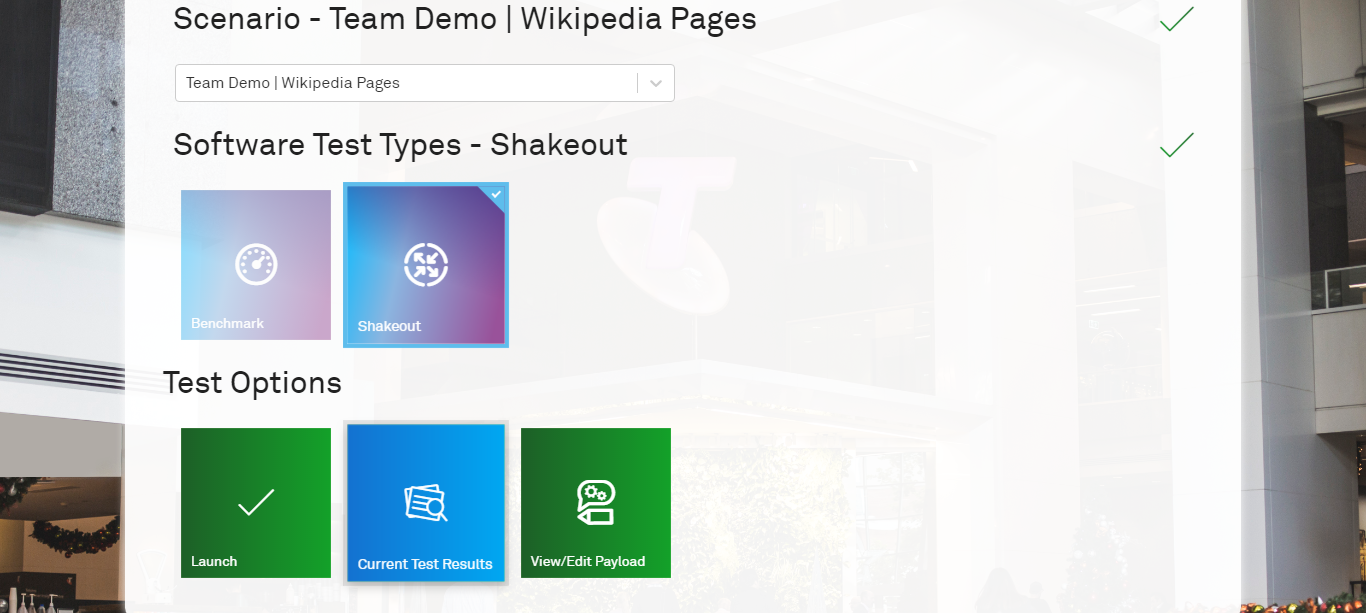 Scenario - Team Demo | Wikipedia Pages
Team Demo | Wikipedia Pages
Software Test Types - Shakeout
Benchmark
Shakeout
Test Options
Launch
Current Test Results
View/Edit Payload